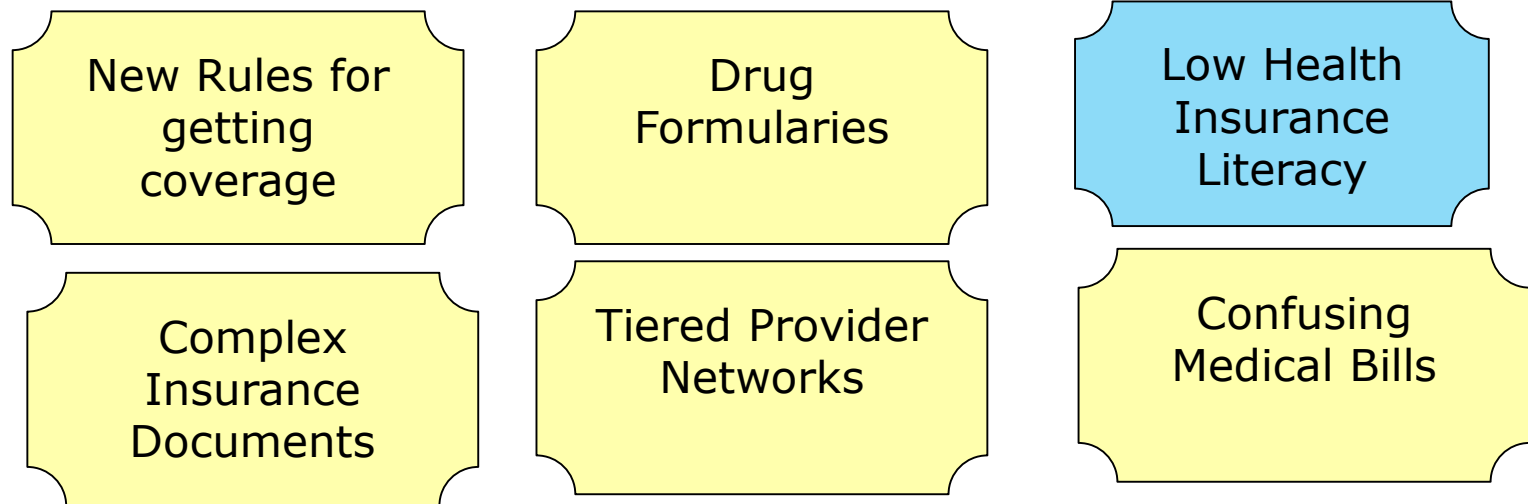 New Rules for
getting
coverage
Drug
Formularies
Low Health
Insurance
Literacy
Complex
Insurance
Documents
Tiered Provider
Networks
Confusing
Medical Bills